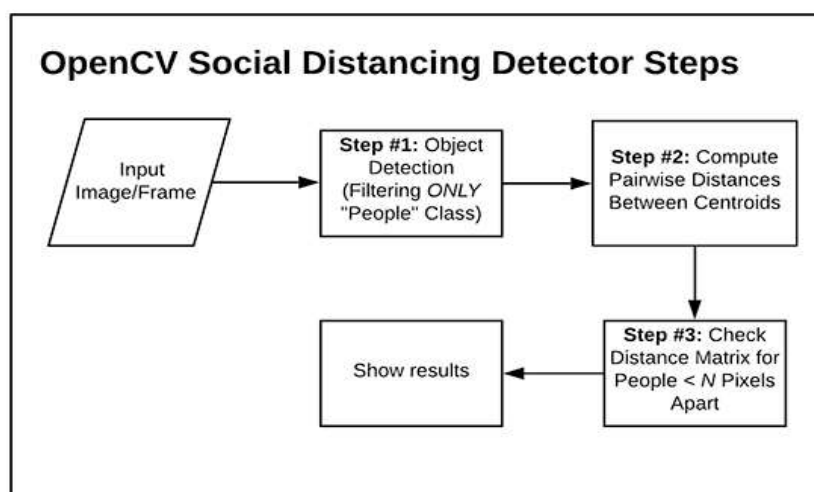 OpenCV Social Distancing Detector Steps
Input
Image/Frame
Step #1: Object
Detection
(Filtering ONLY
"People" Class)
Step #2: Compute
Pairwise Distances
Between Centroids
Show results
Step #3: Check
Distance Matrix for
People < N Pixels
Apart